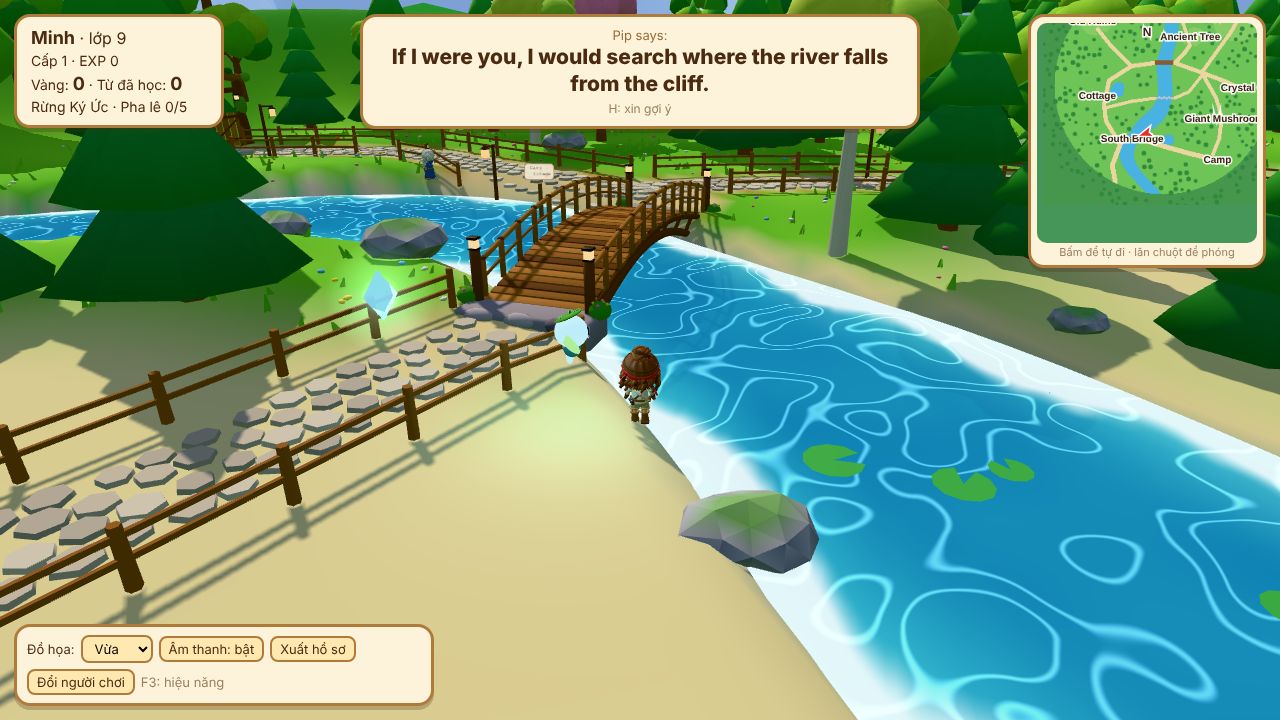 Minh · lớp 9
Cấp 1 · EXP 0
Vàng: 0 · Từ đã học: 0
Rừng Ký Ức · Pha lê 0/5
Pip says:
If I were you, I would search where the river falls
from the cliff.
H: xin gợi ý
N
Ancient Tree
Crystal
Cottage
Giant Mushroom
South Bridge
Camp
Bấm để tự đi · lăn chuột để phóng
Đồ họa: Vừa
Âm thanh: bật
Xuất hồ sơ
Đổi người chơi
F3: hiệu năng